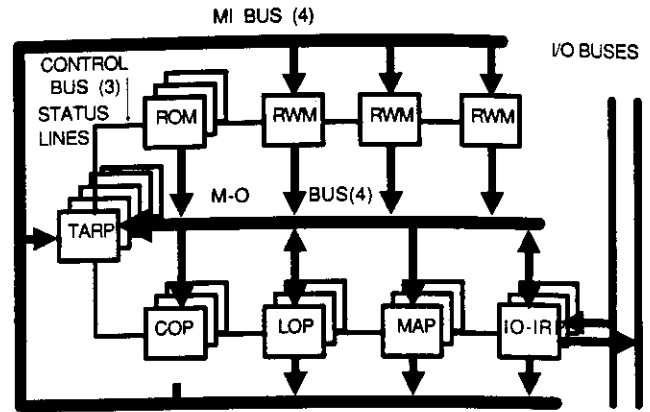 MI BUS (4)
I/O BUSES
CONTROL
BUS (3)
STATUS
LINES
ROM
RWM
RWM
RWM
M-O BUS(4)
TARP
COP
LOP
MAP
IO-IR